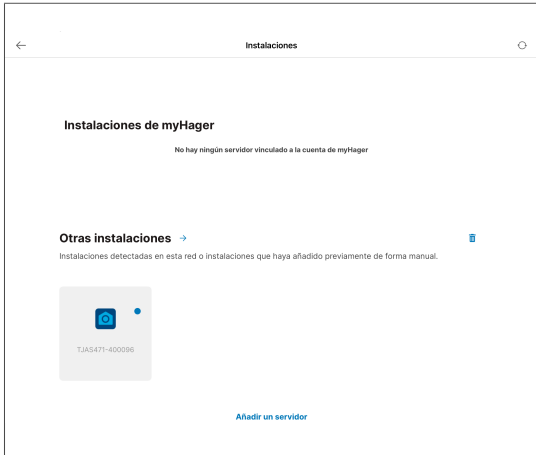 Instalaciones
Instalaciones de myHager
No hay ningún servidor vinculado a la cuenta de myHager
Otras instalaciones
Instalaciones detectadas en esta red o instalaciones que haya añadido previamente de forma manual.
TJA5471-400096
Añadir un servidor